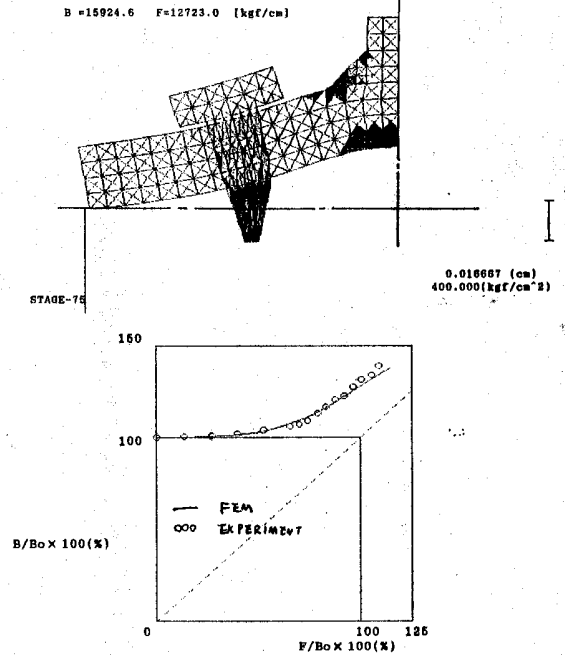 B =15924.6 F=12723.0 [kgf/cm]
0.016667 (cm)
400.000(kgf/cm^2)
STAGE-75
150
100
— FEM
○○○ EXPERIMENT
B/Bo × 100(%)
0 100 125
F/Bo × 100(%)